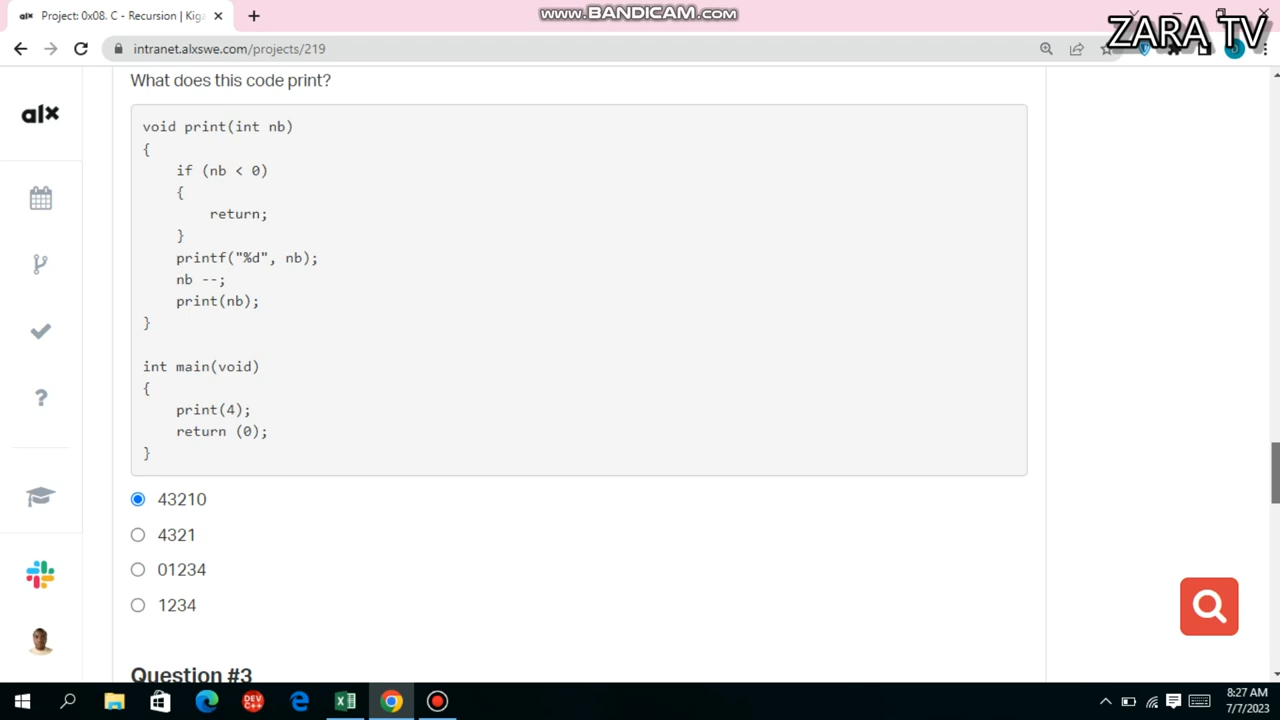 Project: 0x08. C - Recursion | Kiga
WWW.BANDICAM.COM
ZARA TV
intranet.alxswe.com/projects/219
What does this code print?
alx
void print(int nb)
{
if (nb < 0)
{
return;
}
printf("%d", nb);
nb --;
print(nb);
}
int main(void)
{
print(4);
return (0);
}
43210
4321
01234
1234
Question #3
DEV
C++
8:27 AM
7/7/2023